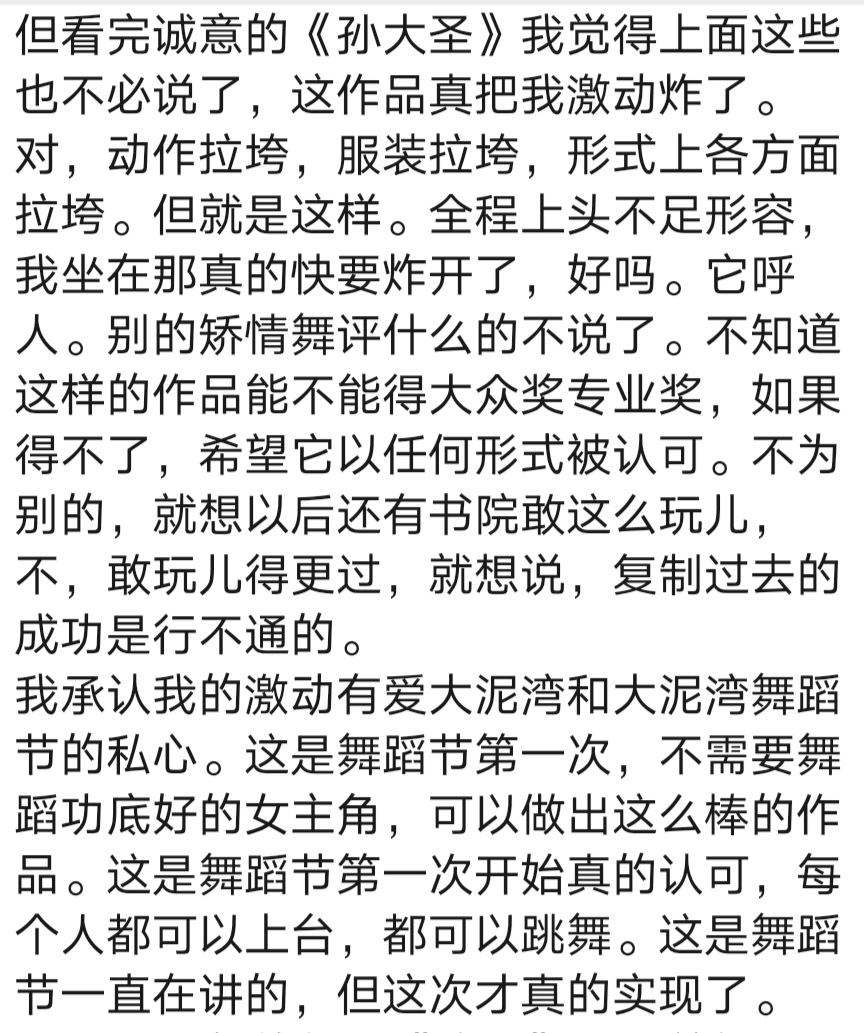 但看完诚意的《孙大圣》我觉得上面这些
也不必说了，这作品真把我激动炸了。
对，动作拉垮，服装拉垮，形式上各方面
拉垮。但就是这样。全程上头不足形容，
我坐在那真的快要炸开了，好吗。它呼
人。别的矫情舞评什么的不说了。不知道
这样的作品能不能得大众奖专业奖，如果
得不了，希望它以任何形式被认可。不为
别的，就想以后还有书院敢这么玩儿，
不，敢玩儿得更过，就想说，复制过去的
成功是行不通的。
我承认我的激动有爱大泥湾和大泥湾舞蹈
节的私心。这是舞蹈节第一次，不需要舞
蹈功底好的女主角，可以做出这么棒的作
品。这是舞蹈节第一次开始真的认可，每
个人都可以上台，都可以跳舞。这是舞蹈
节一直在讲的，但这次才真的实现了。